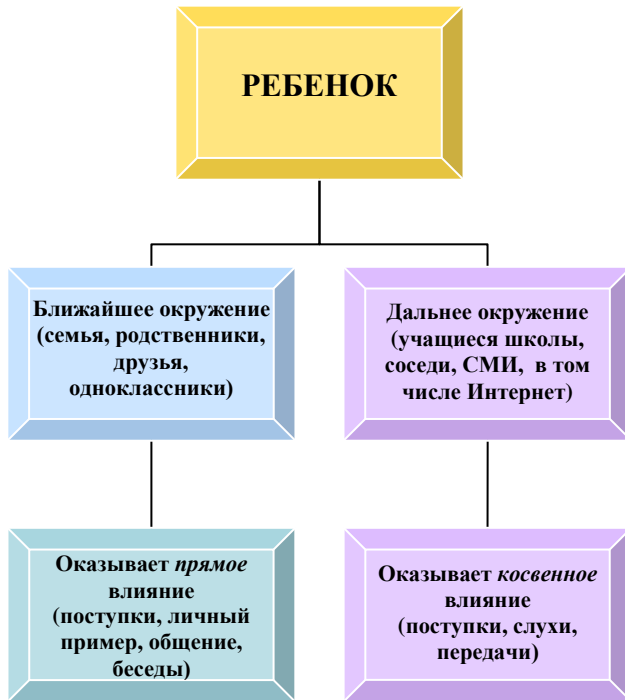 РЕБЕНОК
Ближайшее окружение
(семья, родственники,
друзья,
одноклассники)
Дальнее окружение
(учащиеся школы,
соседи, СМИ, в том
числе Интернет)
Оказывает прямое
влияние
(поступки, личный
пример, общение,
беседы)
Оказывает косвенное
влияние
(поступки, слухи,
передачи)